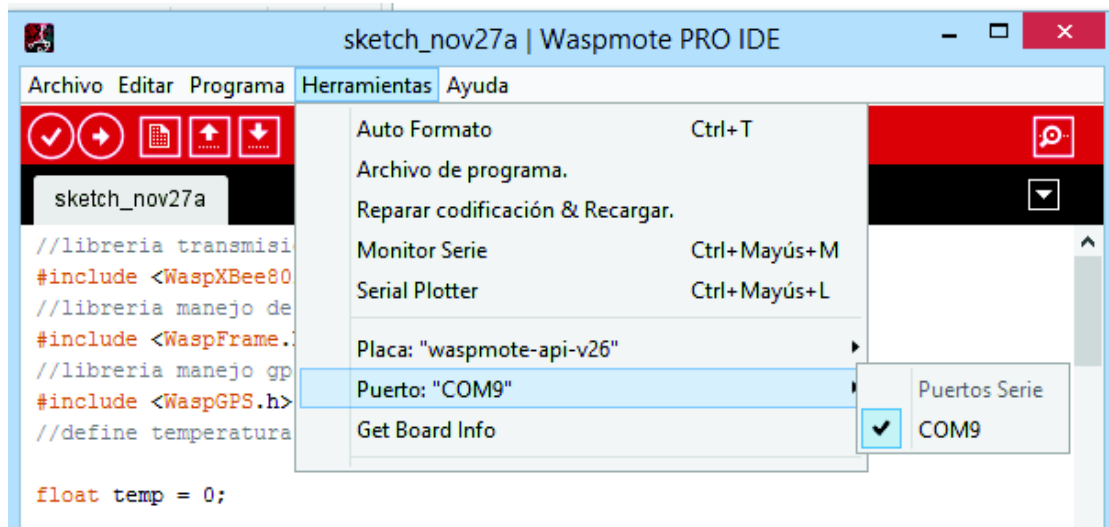 sketch_nov27a | Waspmote PRO IDE
Archivo Editar Programa Herramientas Ayuda
Auto Formato Ctrl+T
Archivo de programa.
sketch_nov27a
Reparar codificación & Recargar.
//libreria transmisi
Monitor Serie Ctrl+Mayús+M
#include <WaspXBee80
Serial Plotter Ctrl+Mayús+L
//libreria manejo de
#include <WaspFrame.
Placa: "waspmote-api-v26"
//libreria manejo gp
Puerto: "COM9"
Puertos Serie
#include <WaspGPS.h>
//define temperatura
Get Board Info
COM9
float temp = 0;